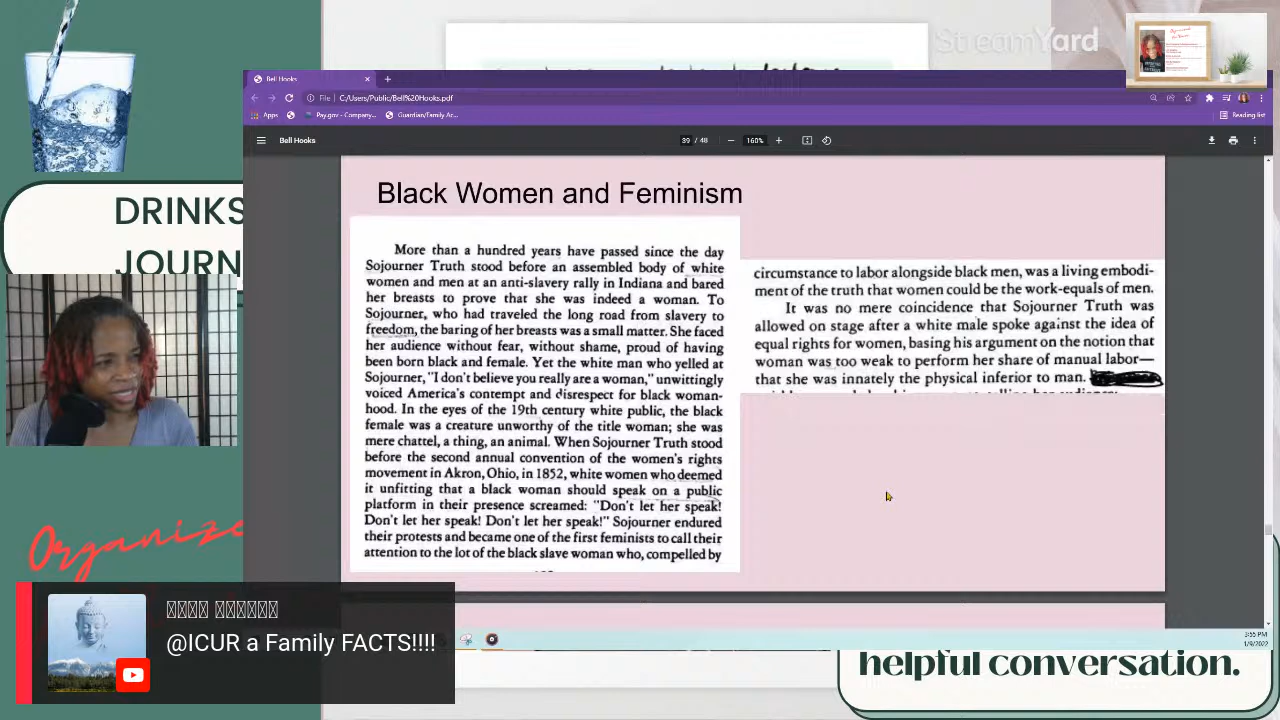 StreamYard
DRINKS
JOURN
Organize
Bell Hooks
File
C:/Users/Public/Bell%20Hooks.pdf
Apps
Pay.gov - Company...
Guardian/Family Ac...
Reading list
Bell Hooks
39 / 48
160%
Black Women and Feminism
More than a hundred years have passed since the day
Sojourner Truth stood before an assembled body of white
women and men at an anti-slavery rally in Indiana and bared
her breasts to prove that she was indeed a woman. To
Sojourner, who had traveled the long road from slavery to
freedom, the baring of her breasts was a small matter. She faced
her audience without fear, without shame, proud of having
been born black and female. Yet the white man who yelled at
Sojourner, "I don't believe you really are a woman," unwittingly
voiced America's contempt and disrespect for black woman-
hood. In the eyes of the 19th century white public, the black
female was a creature unworthy of the title woman; she was
mere chattel, a thing, an animal. When Sojourner Truth stood
before the second annual convention of the women's rights
movement in Akron, Ohio, in 1852, white women who deemed
it unfitting that a black woman should speak on a public
platform in their presence screamed: "Don't let her speak!
Don't let her speak! Don't let her speak!" Sojourner endured
their protests and became one of the first feminists to call their
attention to the lot of the black slave woman who, compelled by
circumstance to labor alongside black men, was a living embodi-
ment of the truth that women could be the work-equals of men.
It was no mere coincidence that Sojourner Truth was
allowed on stage after a white male spoke against the idea of
equal rights for women, basing his argument on the notion that
woman was too weak to perform her share of manual labor—
that she was innately the physical inferior to man.
@ICUR a Family FACTS!!!!
3:55 PM
1/9/2022
helpful conversation.